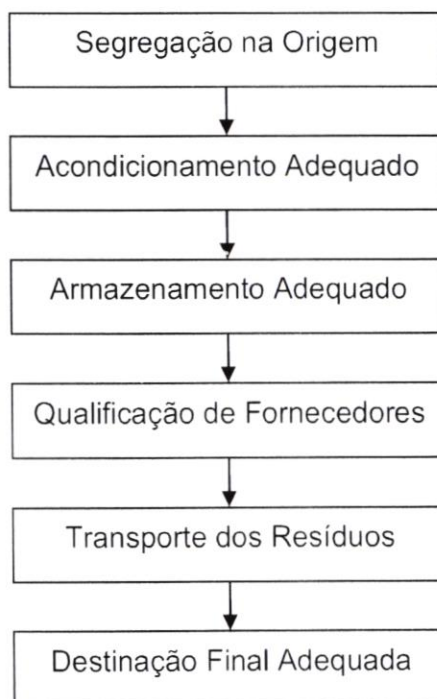 Segregação na Origem
Acondicionamento Adequado
Armazenamento Adequado
Qualificação de Fornecedores
Transporte dos Resíduos
Destinação Final Adequada